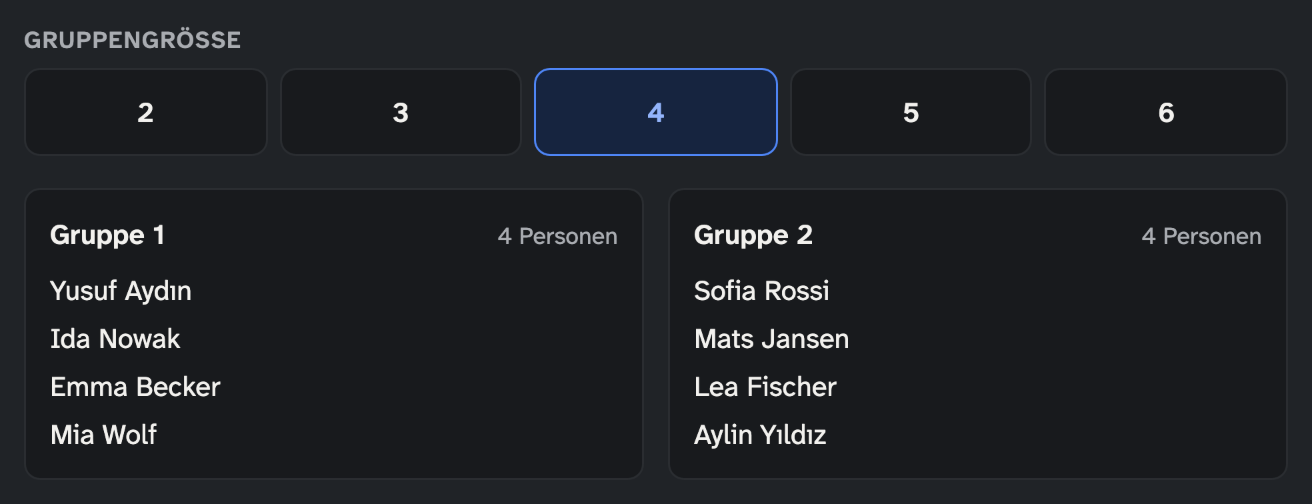 GRUPPENGRÖSSE
2 3 4 5 6
Gruppe 1 4 Personen
Yusuf Aydın
Ida Nowak
Emma Becker
Mia Wolf
Gruppe 2 4 Personen
Sofia Rossi
Mats Jansen
Lea Fischer
Aylin Yıldız